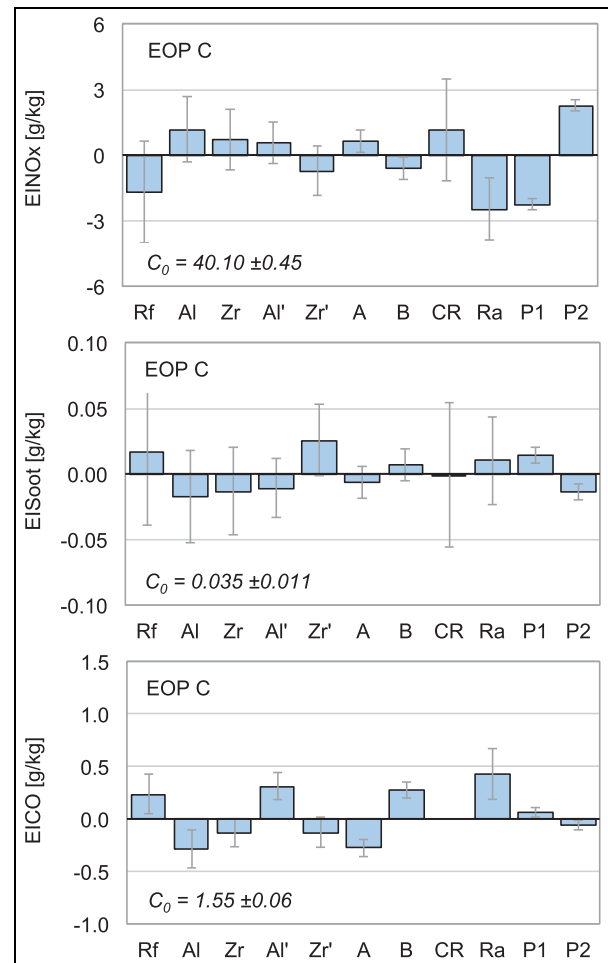 EINOx [g/kg]
6
3
0
-3
-6
EOP C
C0 = 40.10 ±0.45
Rf Al Zr Al' Zr' A B CR Ra P1 P2
EISoot [g/kg]
0.10
0.05
0.00
-0.05
-0.10
EOP C
C0 = 0.035 ±0.011
Rf Al Zr Al' Zr' A B CR Ra P1 P2
EICO [g/kg]
1.5
1.0
0.5
0.0
-0.5
-1.0
EOP C
C0 = 1.55 ±0.06
Rf Al Zr Al' Zr' A B CR Ra P1 P2